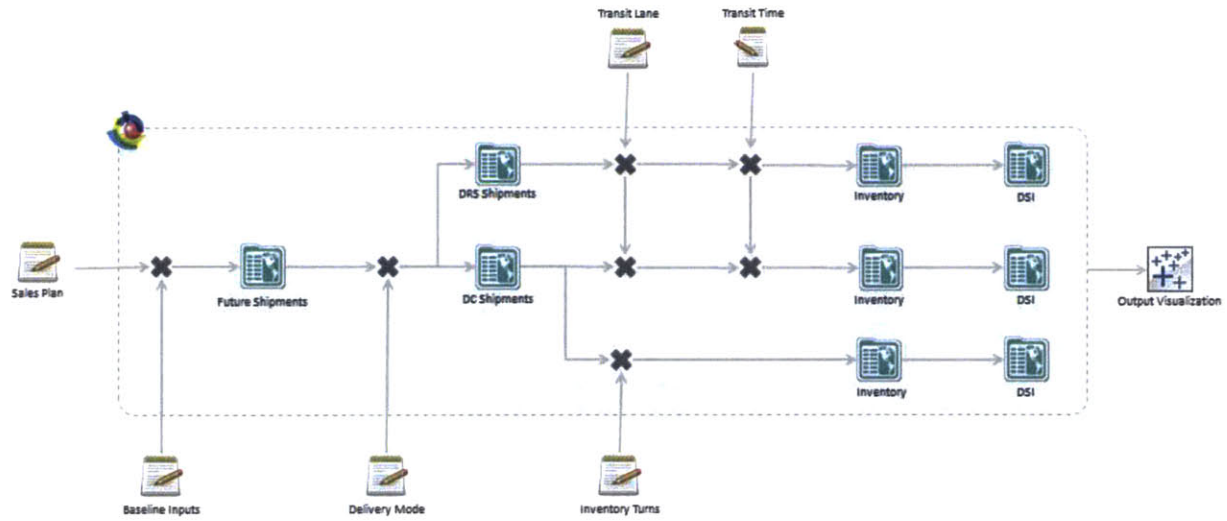 Transit Lane
Transit Time
DRS Shipments
Inventory
DSI
Sales Plan
Future Shipments
DC Shipments
Inventory
DSI
Output Visualization
Inventory
DSI
Baseline Inputs
Delivery Mode
Inventory Turns